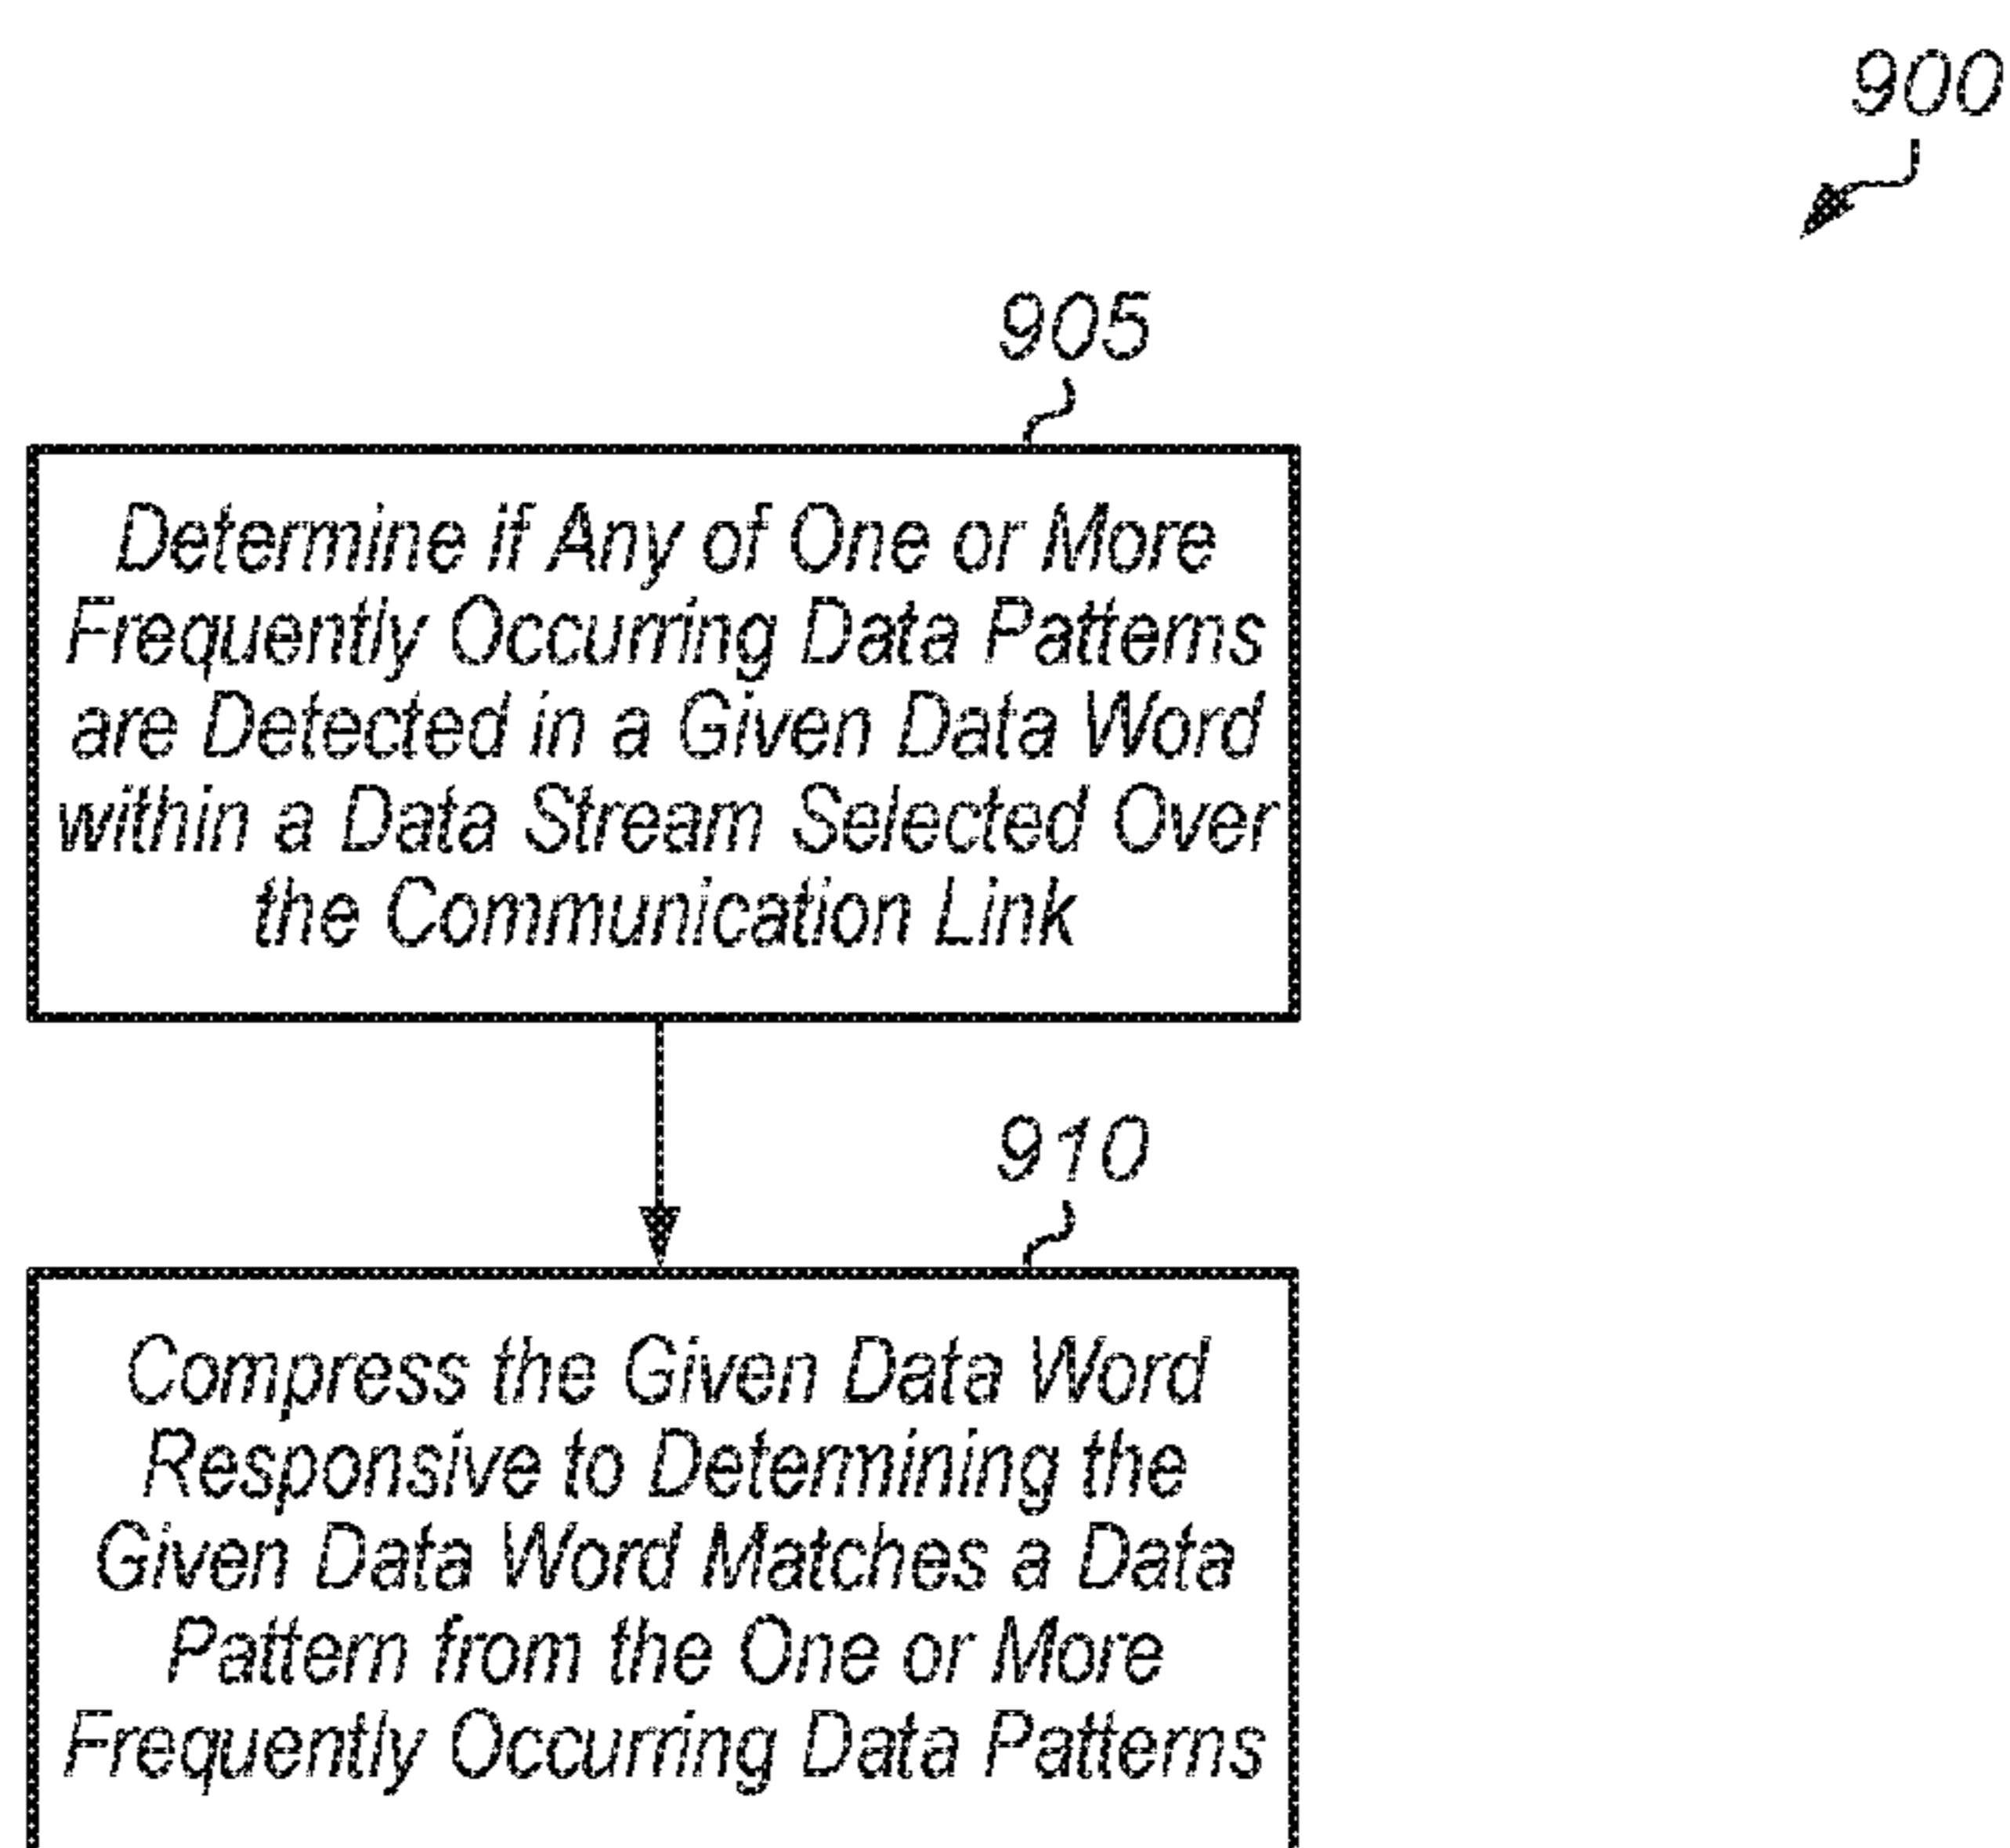 900
905
Determine if Any of One or More
Frequently Occurring Data Patterns
are Detected in a Given Data Word
within a Data Stream Selected Over
the Communication Link
910
Compress the Given Data Word
Responsive to Determining the
Given Data Word Matches a Data
Pattern from the One or More
Frequently Occurring Data Patterns